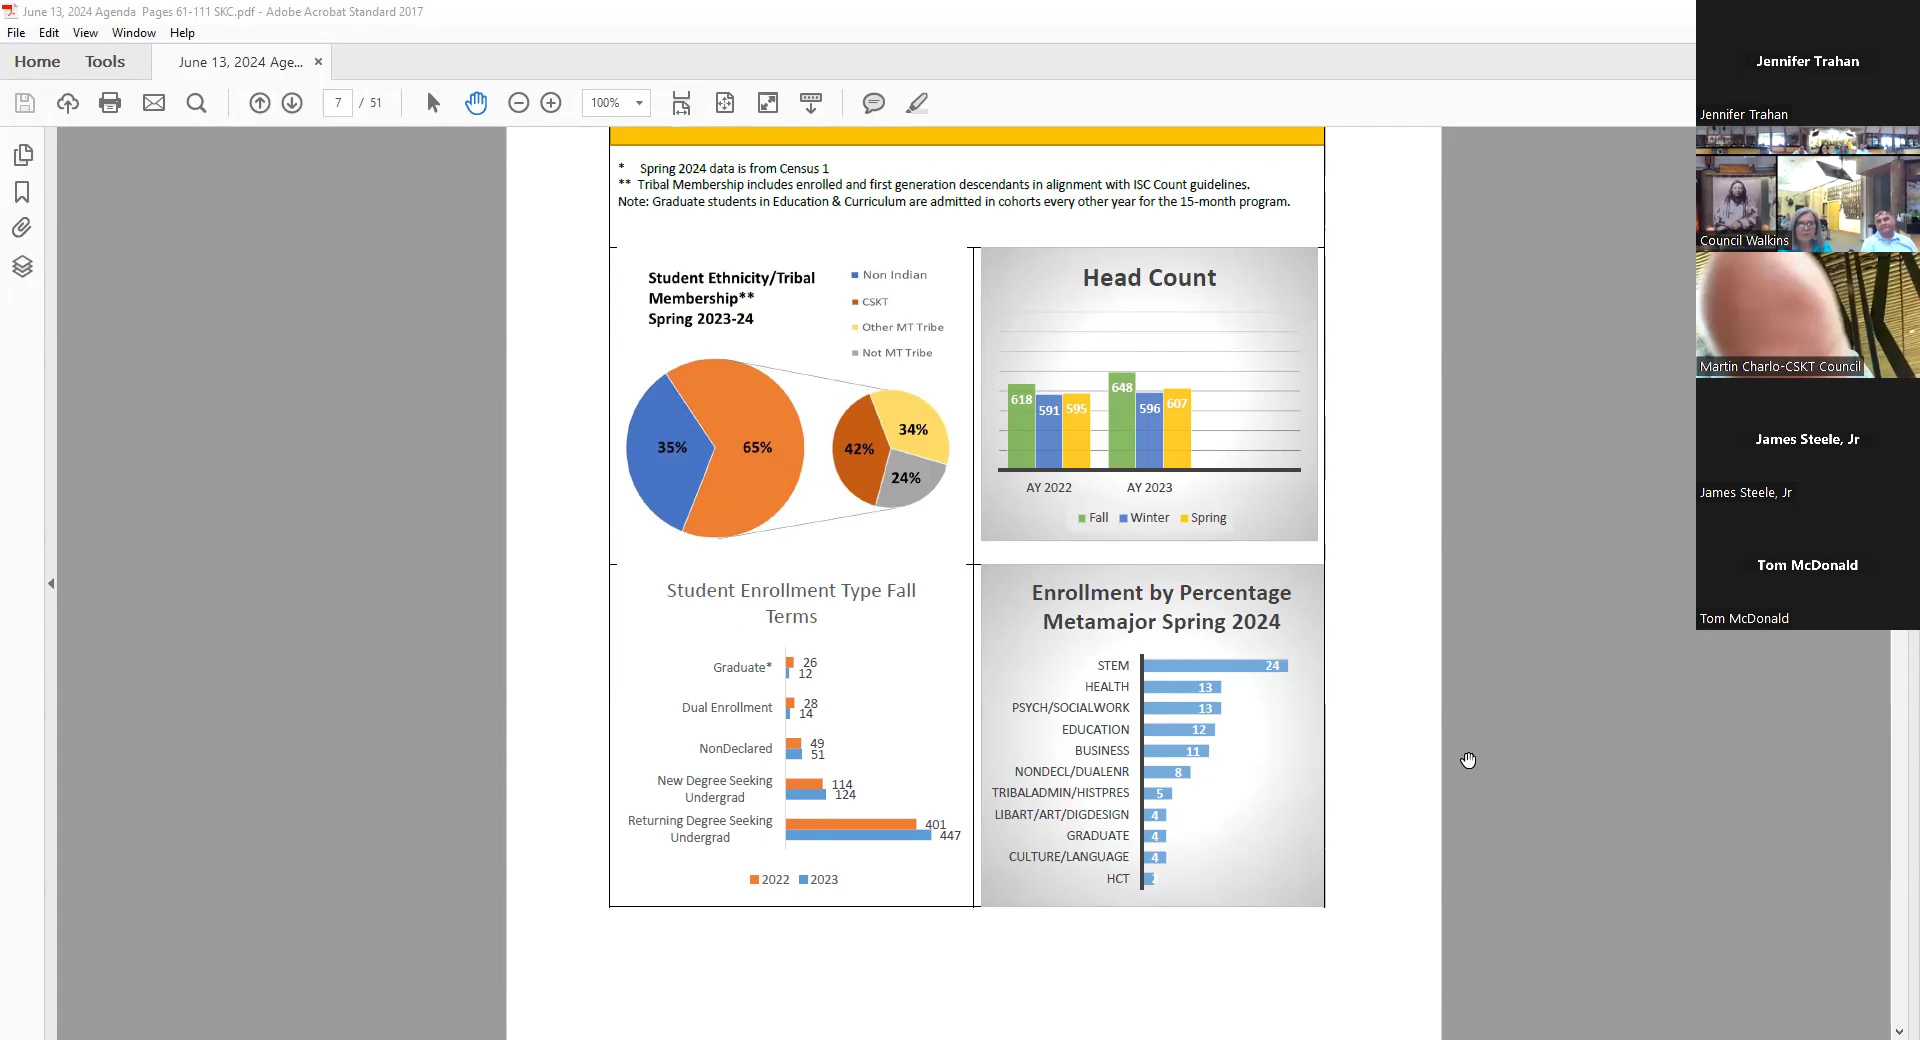 June 13, 2024 Agenda  Pages 61-111 SKC.pdf - Adobe Acrobat Standard 2017
File Edit View Window Help
Home Tools June 13, 2024 Age... ×
7 / 51 100%
* Spring 2024 data is from Census 1
** Tribal Membership includes enrolled and first generation descendants in alignment with ISC Count guidelines.
Note: Graduate students in Education & Curriculum are admitted in cohorts every other year for the 15-month program.
Student Ethnicity/Tribal
Membership**
Spring 2023-24
Non Indian
CSKT
Other MT Tribe
Not MT Tribe
35%
65%
42%
34%
24%
Head Count
618
591
595
648
596
607
AY 2022
AY 2023
Fall Winter Spring
Student Enrollment Type Fall
Terms
Graduate* 26
12
Dual Enrollment 28
14
NonDeclared 49
51
New Degree Seeking
Undergrad
114
124
Returning Degree Seeking
Undergrad
401
447
2022 2023
Enrollment by Percentage
Metamajor Spring 2024
STEM 24
HEALTH 13
PSYCH/SOCIALWORK 13
EDUCATION 12
BUSINESS 11
NONDECL/DUALENR 8
TRIBALADMIN/HISTPRES 5
LIBART/ART/DIGDESIGN 4
GRADUATE 4
CULTURE/LANGUAGE 4
HCT
Jennifer Trahan
Jennifer Trahan
Council Walkins
Martin Charlo-CSKT Council
James Steele, Jr
James Steele, Jr
Tom McDonald
Tom McDonald